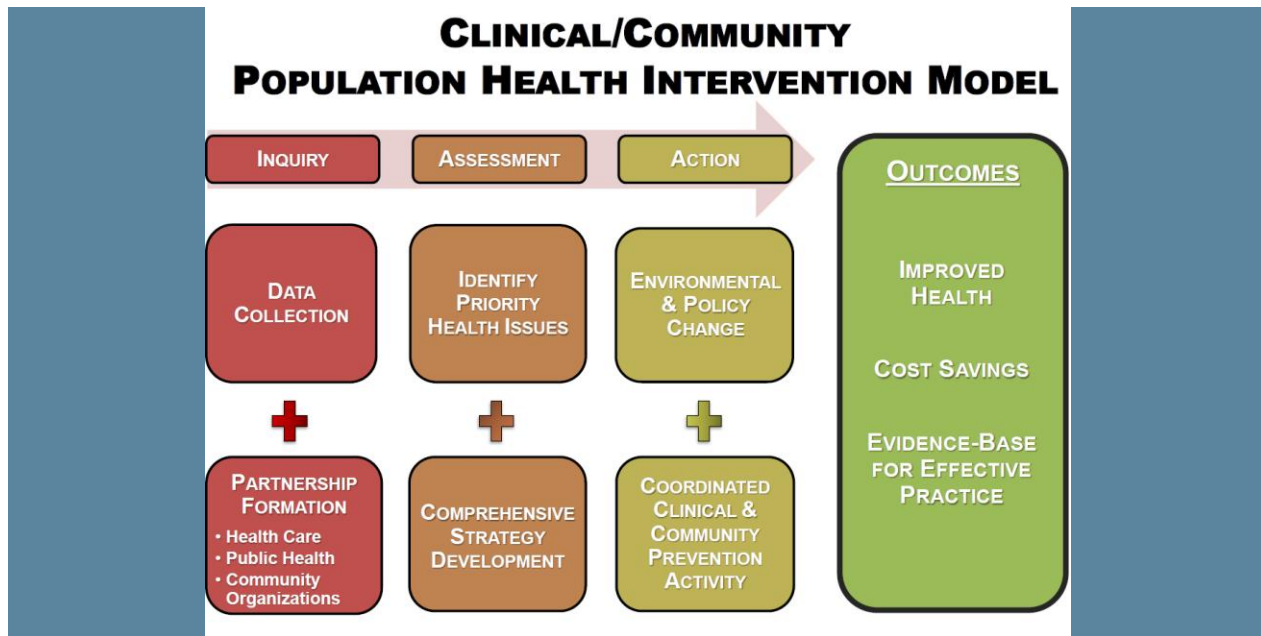 CLINICAL/COMMUNITY
POPULATION HEALTH INTERVENTION MODEL
INQUIRY
ASSESSMENT
ACTION
OUTCOMES
DATA
COLLECTION
IDENTIFY
PRIORITY
HEALTH ISSUES
ENVIRONMENTAL
& POLICY
CHANGE
IMPROVED
HEALTH
COST SAVINGS
EVIDENCE-BASE
FOR EFFECTIVE
PRACTICE
PARTNERSHIP
FORMATION
• Health Care
• Public Health
• Community
Organizations
COMPREHENSIVE
STRATEGY
DEVELOPMENT
COORDINATED
CLINICAL &
COMMUNITY
PREVENTION
ACTIVITY